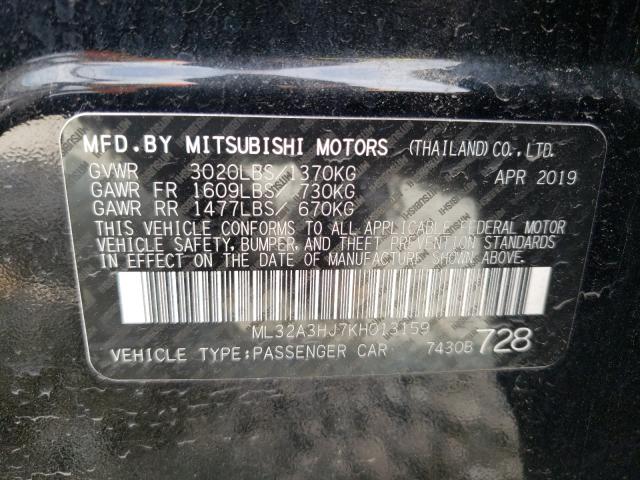 MFD.BY MITSUBISHI MOTORS (THAILAND)CO.,LTD.
GVWR 3020LBS/1370KG APR 2019
GAWR FR 1609LBS/ 730KG
GAWR RR 1477LBS/ 670KG
THIS VEHICLE CONFORMS TO ALL APPLICABLE FEDERAL MOTOR
VEHICLE SAFETY, BUMPER, AND THEFT PREVENTION STANDARDS
IN EFFECT ON THE DATE OF MANUFACTURE SHOWN ABOVE.
ML32A3HJ7KH013159
VEHICLE TYPE:PASSENGER CAR 7430B 728